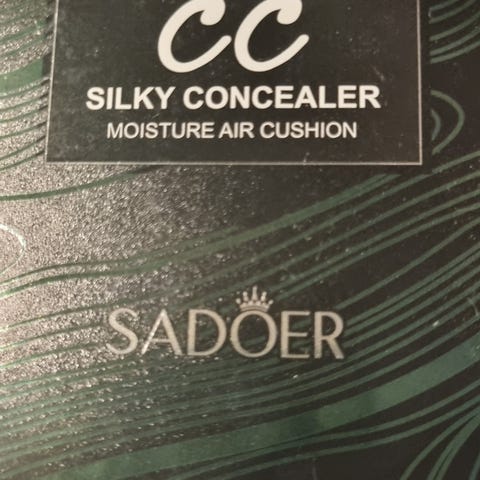 CC
SILKY CONCEALER
MOISTURE AIR CUSHION
SADOER